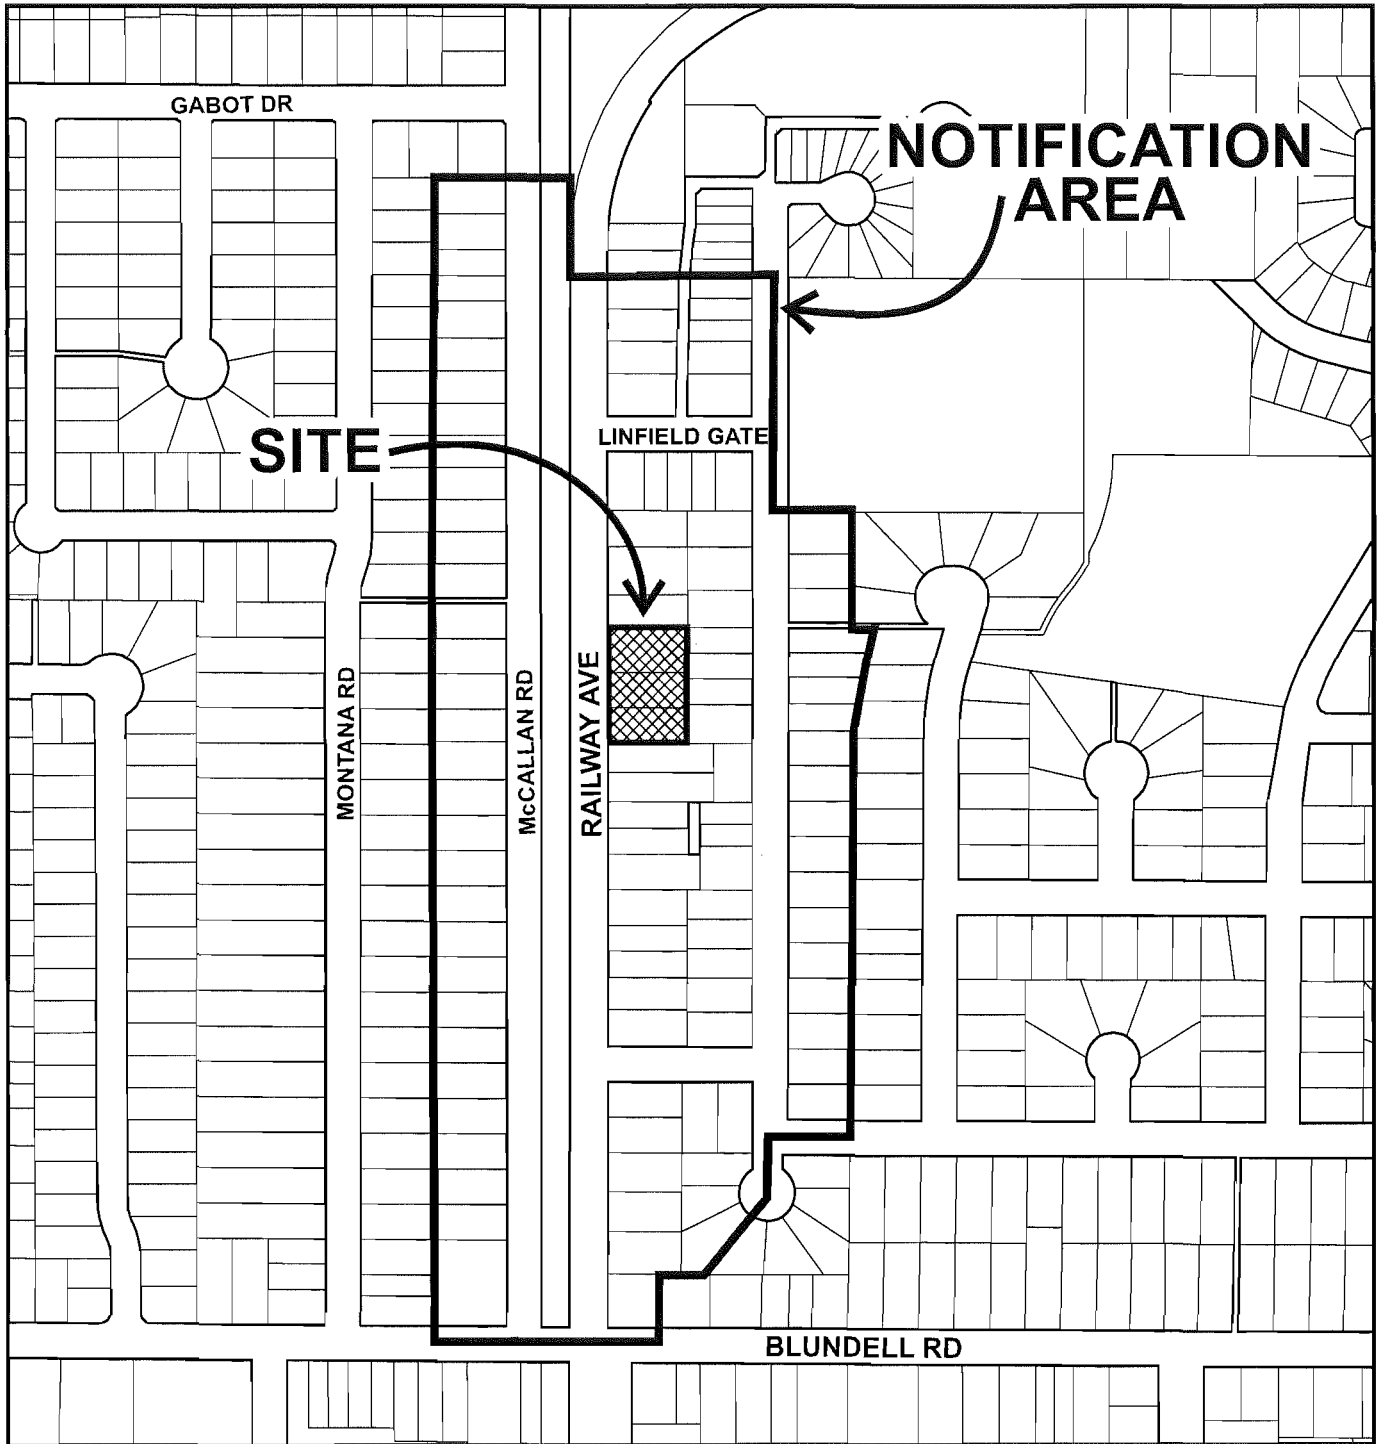 GABOT DR
NOTIFICATION
AREA
SITE
LINFIELD GATE
MONTANA RD
McCALLAN RD
RAILWAY AVE
BLUNDELL RD